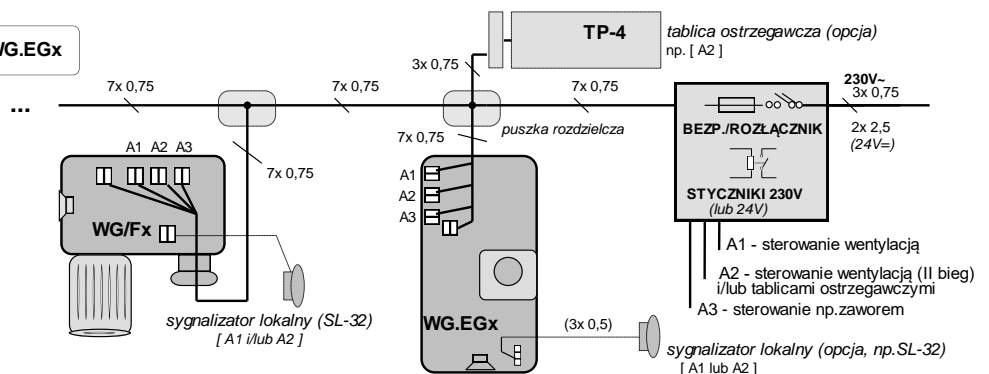 WG.EGx
...
7x 0,75
7x 0,75
3x 0,75
7x 0,75
TP-4
tablica ostrzegawcza (opcja)
np. [ A2 ]
230V~
3x 0,75
2x 2,5
(24V=)
BEZP./ROZŁĄCZNIK
STYCZNIKI 230V
(lub 24V)
puszka rozdzielcza
7x 0,75
7x 0,75
A1 A2 A3
WG/Fx
sygnalizator lokalny (SL-32)
[ A1 i/lub A2 ]
A1
A2
A3
WG.EGx
(3x 0,5)
A1 - sterowanie wentylacją
A2 - sterowanie wentylacją (II bieg)
i/lub tablicami ostrzegawczymi
A3 - sterowanie np.zaworem
sygnalizator lokalny (opcja, np.SL-32)
[ A1 lub A2 ]